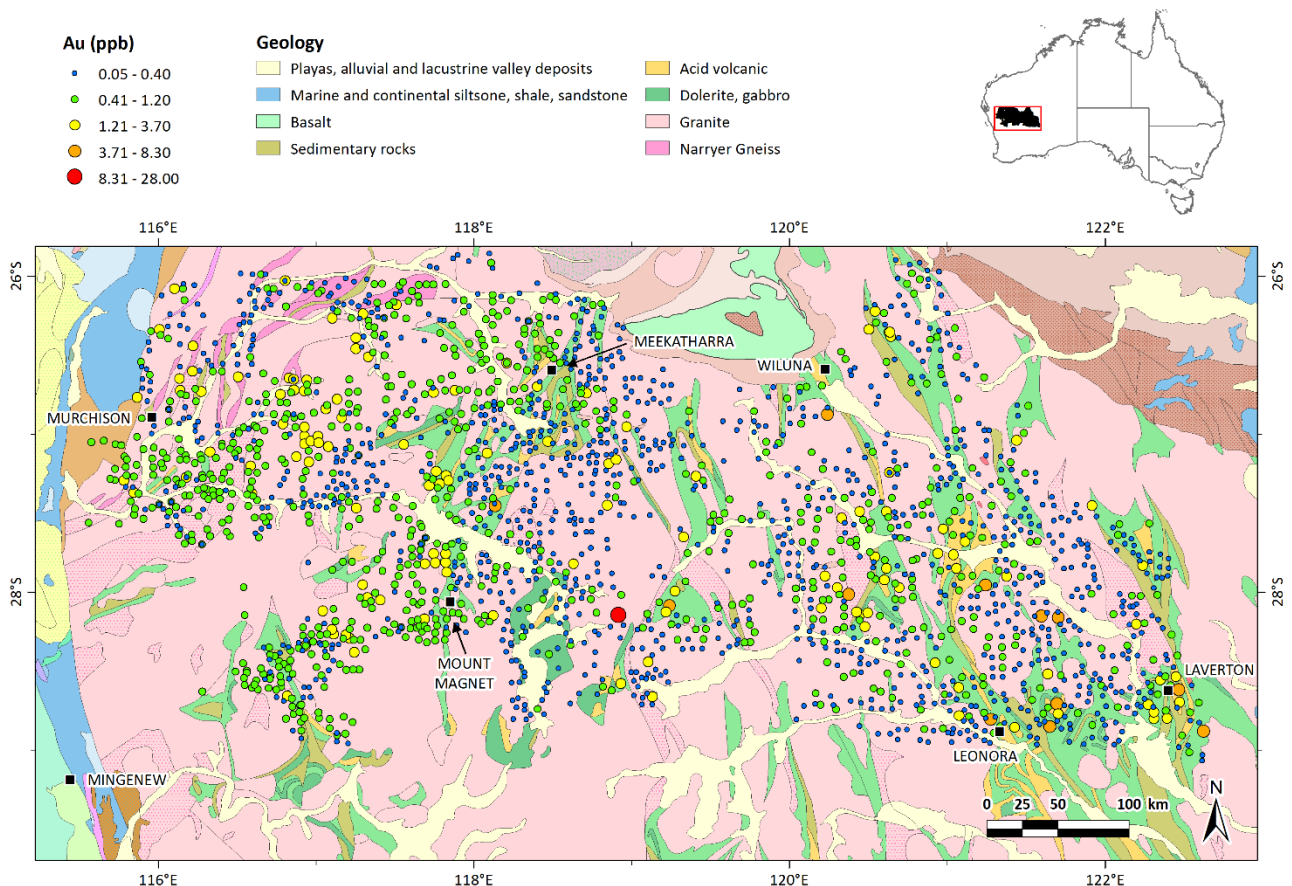 Au (ppb)
0.05 - 0.40
0.41 - 1.20
1.21 - 3.70
3.71 - 8.30
8.31 - 28.00
Geology
Playas, alluvial and lacustrine valley deposits
Marine and continental siltsone, shale, sandstone
Basalt
Sedimentary rocks
Acid volcanic
Dolerite, gabbro
Granite
Narryer Gneiss
116°E
118°E
120°E
122°E
26°S
26°S
MEEKATHARRA
WILUNA
MURCHISON
28°S
28°S
MOUNT
MAGNET
LAVERTON
LEONORA
MINGENEW
N
0 25 50 100 km
116°E
118°E
120°E
122°E